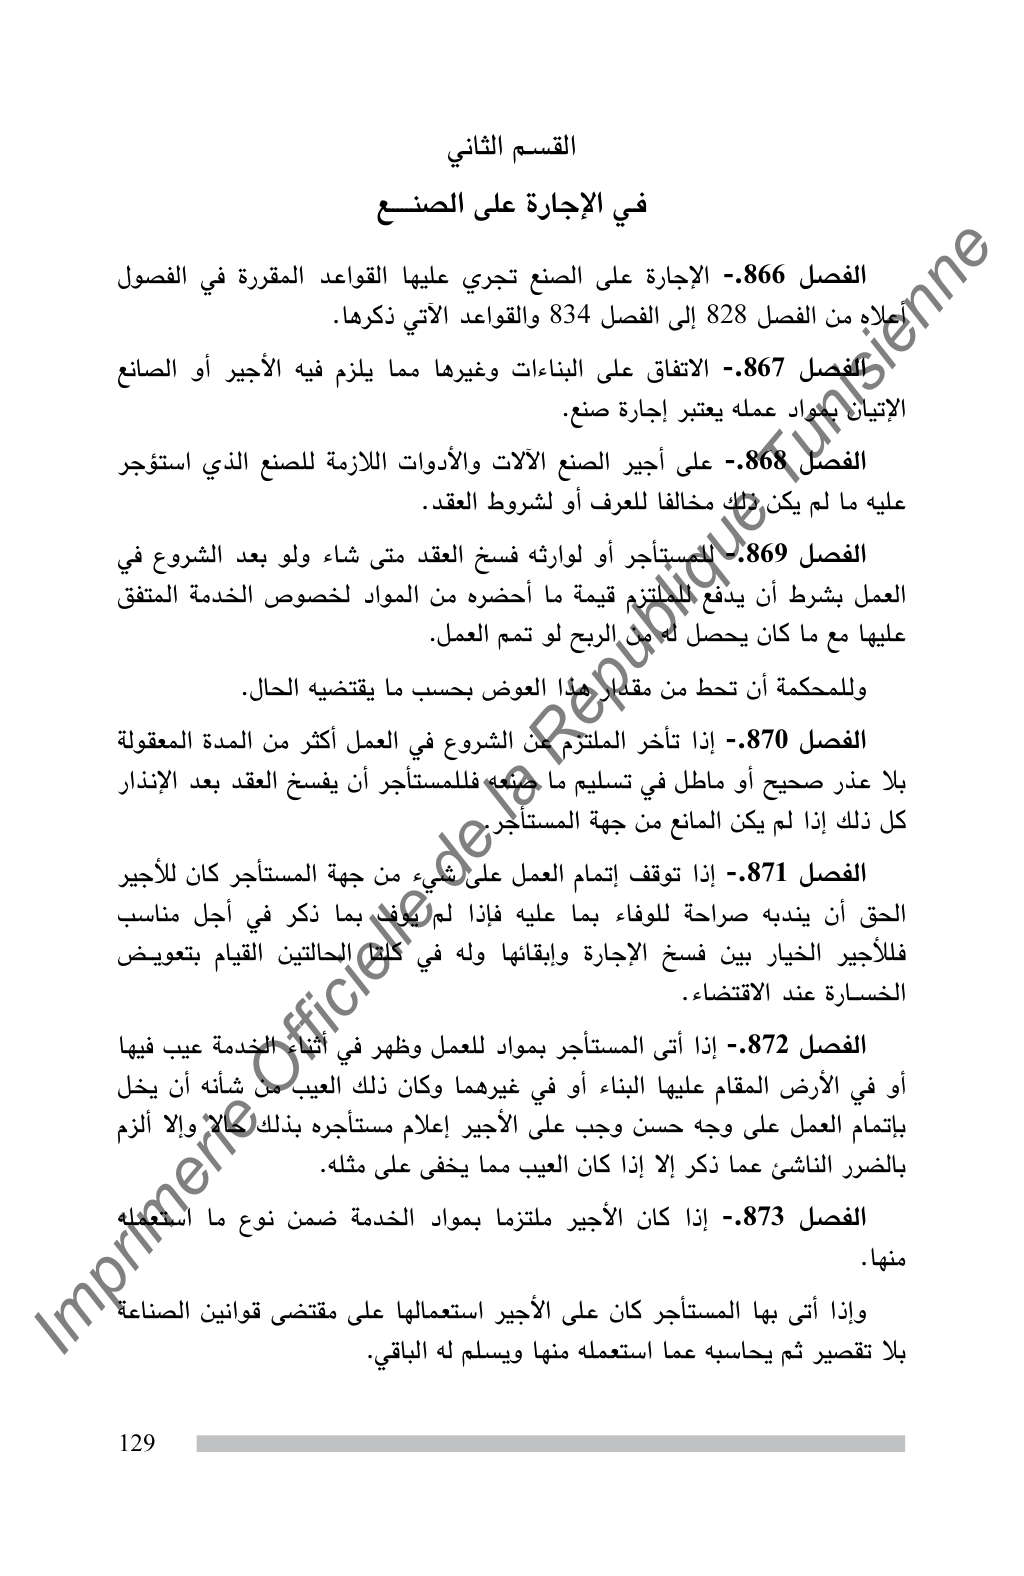 القسـم الثاني
فـي الإجارة على الصنـــع
الفصل 866.- الإجارة على الصنع تجري عليها القواعد المقررة في الفصول
أعلاه من الفصل 828 إلى الفصل 834 والقواعد الآتي ذكرها.
الفصل 867.- الاتفاق على البناءات وغيرها مما يلزم فيه الأجير أو الصانع
الإتيان بمواد عمله يعتبر إجارة صنع.
الفصل 868.- على أجير الصنع الآلات والأدوات اللازمة للصنع الذي استؤجر
عليه ما لم يكن ذلك مخالفا للعرف أو لشروط العقد.
الفصل 869.- للمستأجر أو لوارثه فسخ العقد متى شاء ولو بعد الشروع في
العمل بشرط أن يدفع للملتزم قيمة ما أحضره من المواد لخصوص الخدمة المتفق
عليها مع ما كان يحصل له من الربح لو تمم العمل.
وللمحكمة أن تحط من مقدار هذا العوض بحسب ما يقتضيه الحال.
الفصل 870.- إذا تأخر الملتزم عن الشروع في العمل أكثر من المدة المعقولة
بلا عذر صحيح أو ماطل في تسليم ما صنعه فللمستأجر أن يفسخ العقد بعد الإنذار
كل ذلك إذا لم يكن المانع من جهة المستأجر.
الفصل 871.- إذا توقف إتمام العمل على شيء من جهة المستأجر كان للأجير
الحق أن يندبه صراحة للوفاء بما عليه فإذا لم يوف بما ذكر في أجل مناسب
فللأجير الخيار بين فسخ الإجارة وإبقائها وله في كلتا الحالتين القيام بتعويـض
الخسـارة عند الاقتضاء.
الفصل 872.- إذا أتى المستأجر بمواد للعمل وظهر في أثناء الخدمة عيب فيها
أو في الأرض المقام عليها البناء أو في غيرهما وكان ذلك العيب من شأنه أن يخل
بإتمام العمل على وجه حسن وجب على الأجير إعلام مستأجره بذلك حالا وإلا ألزم
بالضرر الناشئ عما ذكر إلا إذا كان العيب مما يخفى على مثله.
الفصل 873.- إذا كان الأجير ملتزما بمواد الخدمة ضمن نوع ما استعمله
منها.
وإذا أتى بها المستأجر كان على الأجير استعمالها على مقتضى قوانين الصناعة
بلا تقصير ثم يحاسبه عما استعمله منها ويسلم له الباقي.
129
Imprimerie Officielle de la République Tunisienne